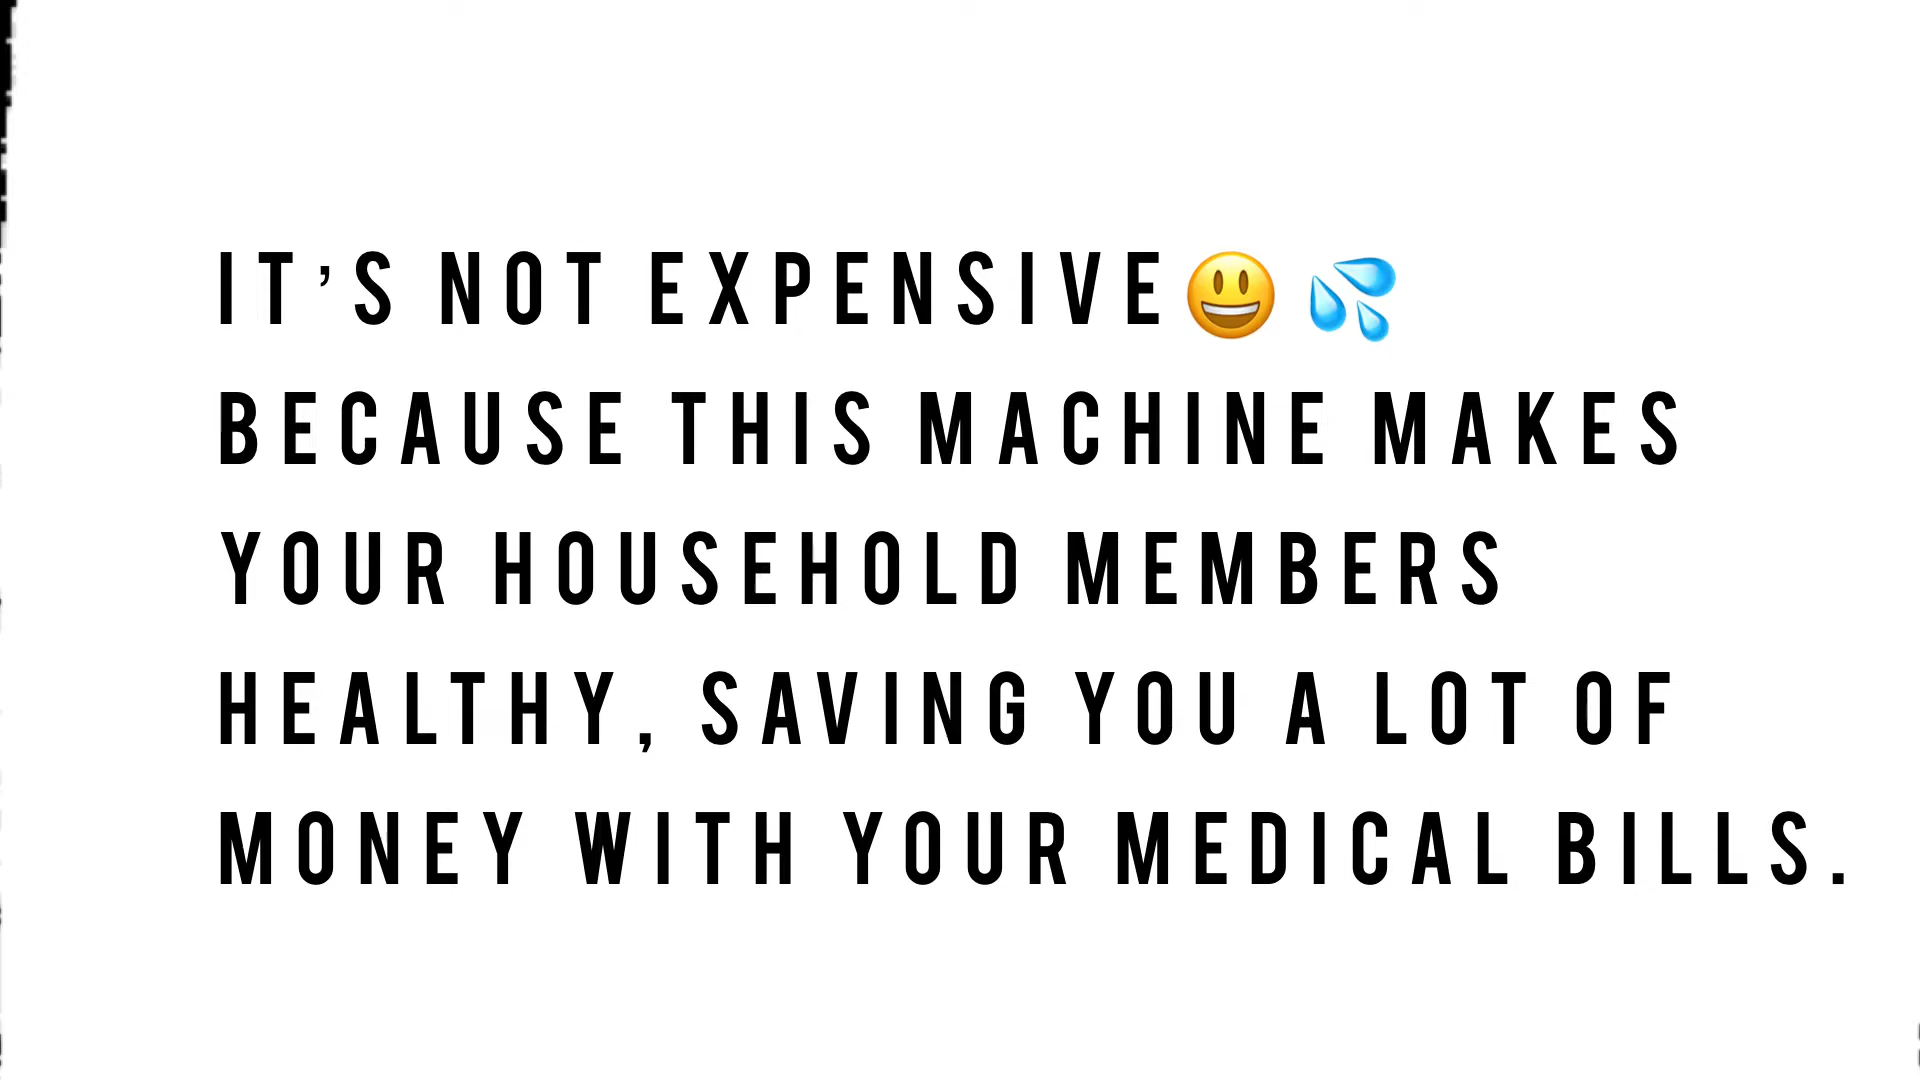 IT’S NOT EXPENSIVE😃 💦
BECAUSE THIS MACHINE MAKES
YOUR HOUSEHOLD MEMBERS
HEALTHY, SAVING YOU A LOT OF
MONEY WITH YOUR MEDICAL BILLS.